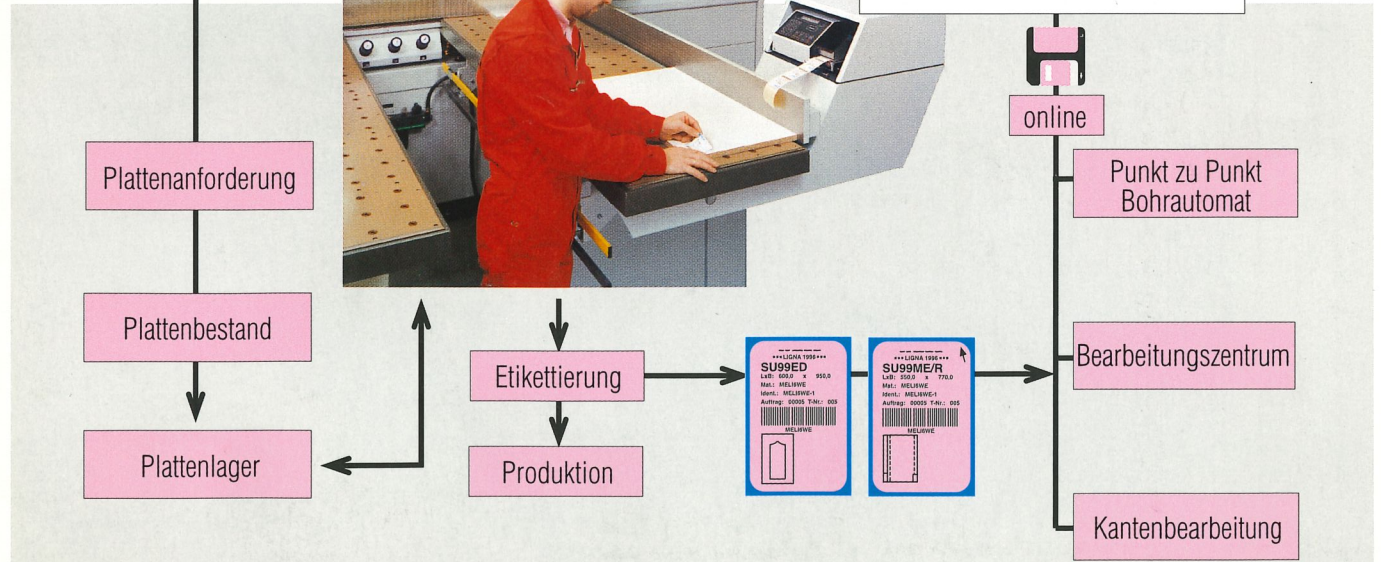 Plattenanforderung
Plattenbestand
Plattenlager
Etikettierung
Produktion
••• LIGNA 1996 •••
SU99ED
LxB: 600,0 x 950,0
Mat.: MELI6WE
Ident.: MELI6WE-1
Auftrag: 00005 T-Nr.: 005
MELI6WE
••• LIGNA 1996 •••
SU99ME/R
LxB: 550,0 x 770,0
Mat.: MELI6WE
Ident.: MELI6WE-1
Auftrag: 00005 T-Nr.: 005
MELI6WE
online
Punkt zu Punkt
Bohrautomat
Bearbeitungszentrum
Kantenbearbeitung